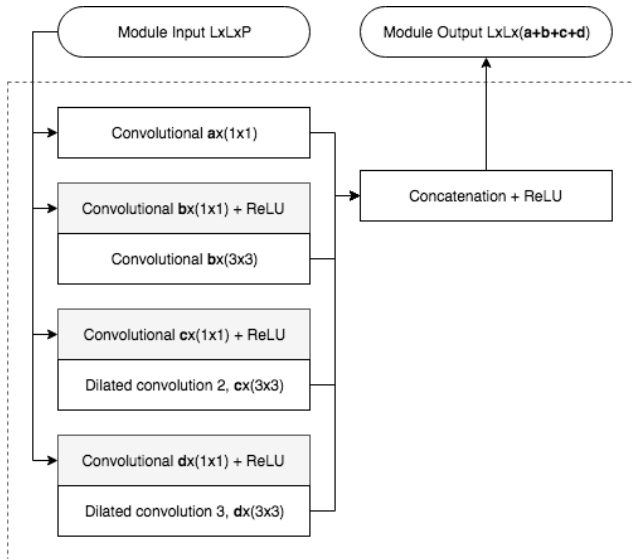 Module Input LxLxP
Module Output LxLx(a+b+c+d)
Convolutional ax(1x1)
Convolutional bx(1x1) + ReLU
Convolutional bx(3x3)
Concatenation + ReLU
Convolutional cx(1x1) + ReLU
Dilated convolution 2, cx(3x3)
Convolutional dx(1x1) + ReLU
Dilated convolution 3, dx(3x3)